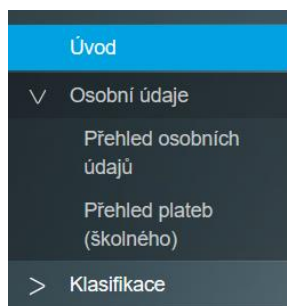 Úvod
Osobní údaje
Přehled osobních
údajů
Přehled plateb
(školného)
Klasifikace